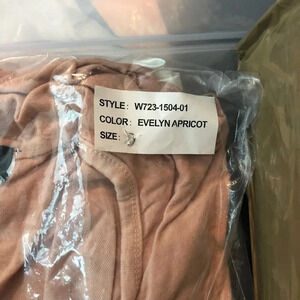 STYLE: W723-1504-01
COLOR: EVELYN APRICOT
SIZE: